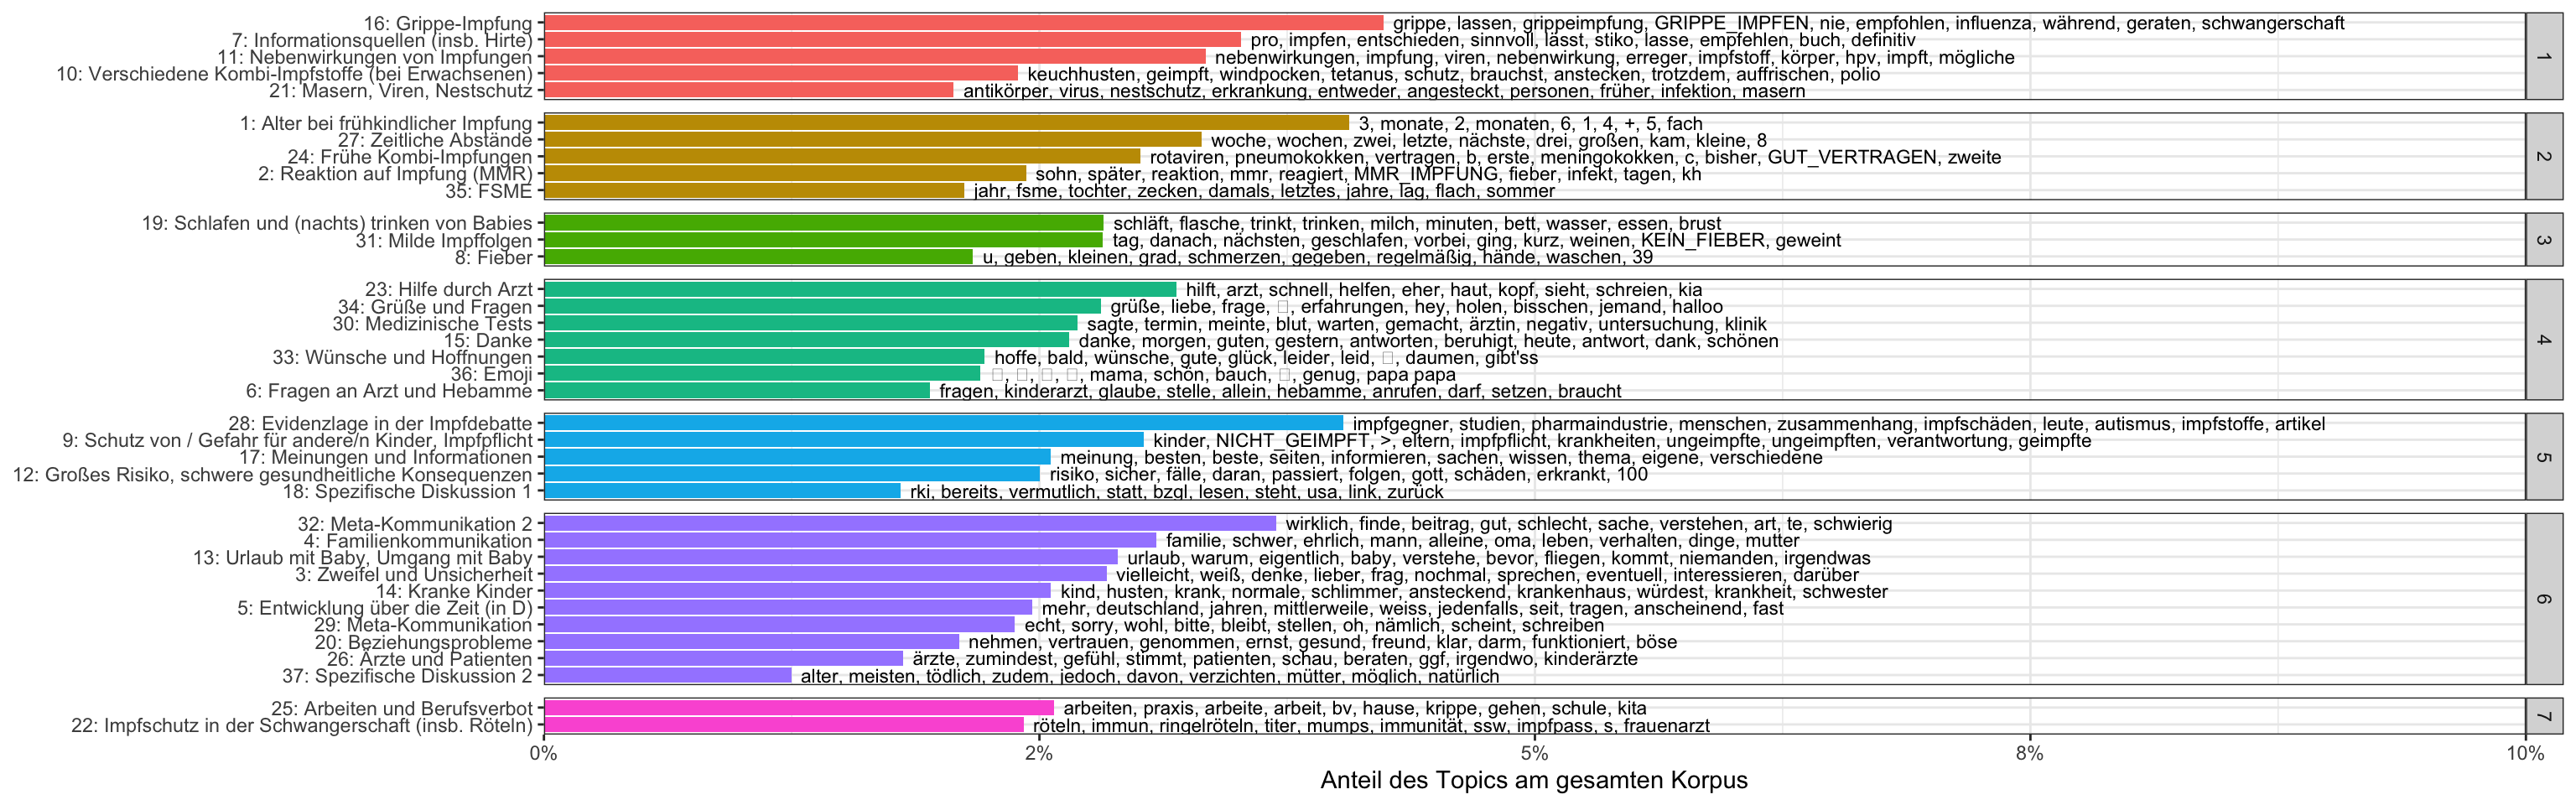 16: Grippe-Impfung grippe, lassen, grippeimpfung, GRIPPE_IMPFEN, nie, empfohlen, influenza, während, geraten, schwangerschaft
7: Informationsquellen (insb. Hirte) pro, impfen, entschieden, sinnvoll, lässt, stiko, lasse, empfehlen, buch, definitiv
11: Nebenwirkungen von Impfungen nebenwirkungen, impfung, viren, nebenwirkung, erreger, impfstoff, körper, hpv, impft, mögliche
10: Verschiedene Kombi-Impfstoffe (bei Erwachsenen) keuchhusten, geimpft, windpocken, tetanus, schutz, brauchst, anstecken, trotzdem, auffrischen, polio
21: Masern, Viren, Nestschutz antikörper, virus, nestschutz, erkrankung, entweder, angesteckt, personen, früher, infektion, masern
1
1: Alter bei frühkindlicher Impfung 3, monate, 2, monaten, 6, 1, 4, +, 5, fach
27: Zeitliche Abstände woche, wochen, zwei, letzte, nächste, drei, großen, kam, kleine, 8
24: Frühe Kombi-Impfungen rotaviren, pneumokokken, vertragen, b, erste, meningokokken, c, bisher, GUT_VERTRAGEN, zweite
2: Reaktion auf Impfung (MMR) sohn, später, reaktion, mmr, reagiert, MMR_IMPFUNG, fieber, infekt, tagen, kh
35: FSME jahr, fsme, tochter, zecken, damals, letztes, jahre, lag, flach, sommer
2
19: Schlafen und (nachts) trinken von Babies schläft, flasche, trinkt, trinken, milch, minuten, bett, wasser, essen, brust
31: Milde Impffolgen tag, danach, nächsten, geschlafen, vorbei, ging, kurz, weinen, KEIN_FIEBER, geweint
8: Fieber u, geben, kleinen, grad, schmerzen, gegeben, regelmäßig, hände, waschen, 39
3
23: Hilfe durch Arzt hilft, arzt, schnell, helfen, eher, haut, kopf, sieht, schreien, kia
34: Grüße und Fragen grüße, liebe, frage, □, erfahrungen, hey, holen, bisschen, jemand, halloo
30: Medizinische Tests sagte, termin, meinte, blut, warten, gemacht, ärztin, negativ, untersuchung, klinik
15: Danke danke, morgen, guten, gestern, antworten, beruhigt, heute, antwort, dank, schönen
33: Wünsche und Hoffnungen hoffe, bald, wünsche, gute, glück, leider, leid, □, daumen, gibt'ss
36: Emoji □, □, □, □, mama, schön, bauch, □, genug, papa papa
6: Fragen an Arzt und Hebamme fragen, kinderarzt, glaube, stelle, allein, hebamme, anrufen, darf, setzen, braucht
4
28: Evidenzlage in der Impfdebatte impfgegner, studien, pharmaindustrie, menschen, zusammenhang, impfschäden, leute, autismus, impfstoffe, artikel
9: Schutz von / Gefahr für andere/n Kinder, Impfpflicht kinder, NICHT_GEIMPFT, >, eltern, impfpflicht, krankheiten, ungeimpfte, ungeimpften, verantwortung, geimpfte
17: Meinungen und Informationen meinung, besten, beste, seiten, informieren, sachen, wissen, thema, eigene, verschiedene
12: Großes Risiko, schwere gesundheitliche Konsequenzen risiko, sicher, fälle, daran, passiert, folgen, gott, schäden, erkrankt, 100
18: Spezifische Diskussion 1 rki, bereits, vermutlich, statt, bzgl, lesen, steht, usa, link, zurück
5
32: Meta-Kommunikation 2 wirklich, finde, beitrag, gut, schlecht, sache, verstehen, art, te, schwierig
4: Familienkommunikation familie, schwer, ehrlich, mann, alleine, oma, leben, verhalten, dinge, mutter
13: Urlaub mit Baby, Umgang mit Baby urlaub, warum, eigentlich, baby, verstehe, bevor, fliegen, kommt, niemanden, irgendwas
3: Zweifel und Unsicherheit vielleicht, weiß, denke, lieber, frag, nochmal, sprechen, eventuell, interessieren, darüber
14: Kranke Kinder kind, husten, krank, normale, schlimmer, ansteckend, krankenhaus, würdest, krankheit, schwester
5: Entwicklung über die Zeit (in D) mehr, deutschland, jahren, mittlerweile, weiss, jedenfalls, seit, tragen, anscheinend, fast
29: Meta-Kommunikation echt, sorry, wohl, bitte, bleibt, stellen, oh, nämlich, scheint, schreiben
20: Beziehungsprobleme nehmen, vertrauen, genommen, ernst, gesund, freund, klar, darm, funktioniert, böse
26: Ärzte und Patienten ärzte, zumindest, gefühl, stimmt, patienten, schau, beraten, ggf, irgendwo, kinderärzte
37: Spezifische Diskussion 2 alter, meisten, tödlich, zudem, jedoch, davon, verzichten, mütter, möglich, natürlich
6
25: Arbeiten und Berufsverbot arbeiten, praxis, arbeite, arbeit, bv, hause, krippe, gehen, schule, kita
22: Impfschutz in der Schwangerschaft (insb. Röteln) röteln, immun, ringelröteln, titer, mumps, immunität, ssw, impfpass, s, frauenarzt
7
0% 2% 5% 8% 10%
Anteil des Topics am gesamten Korpus